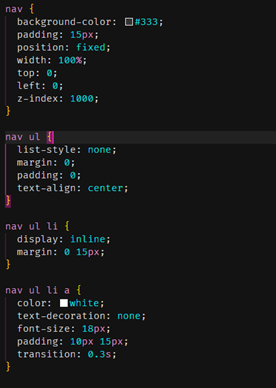 nav {
  background-color: #333;
  padding: 15px;
  position: fixed;
  width: 100%;
  top: 0;
  left: 0;
  z-index: 1000;
}

nav ul {
  list-style: none;
  margin: 0;
  padding: 0;
  text-align: center;
}

nav ul li {
  display: inline;
  margin: 0 15px;
}

nav ul li a {
  color: white;
  text-decoration: none;
  font-size: 18px;
  padding: 10px 15px;
  transition: 0.3s;
}